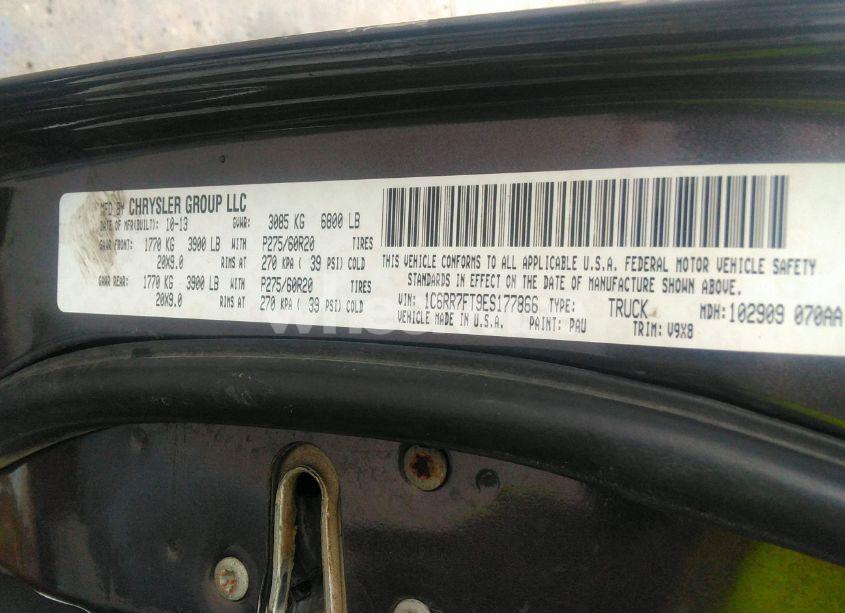 MFD BY CHRYSLER GROUP LLC
DATE OF MFR(BUILT): 10-13 GVWR: 3085 KG 6800 LB
GAWR FRONT: 1770 KG 3900 LB WITH P275/60R20 TIRES
20X9.0 RIMS AT 270 KPA ( 39 PSI) COLD
GAWR REAR: 1770 KG 3900 LB WITH P275/60R20 TIRES
20X9.0 RIMS AT 270 KPA ( 39 PSI) COLD
THIS VEHICLE CONFORMS TO ALL APPLICABLE U.S.A. FEDERAL MOTOR VEHICLE SAFETY
STANDARDS IN EFFECT ON THE DATE OF MANUFACTURE SHOWN ABOVE.
VIN: 1C6RR7FT9ES177866 TYPE: TRUCK MDH: 102909 070AA
VEHICLE MADE IN U.S.A. PAINT: PAU TRIM: V9X8